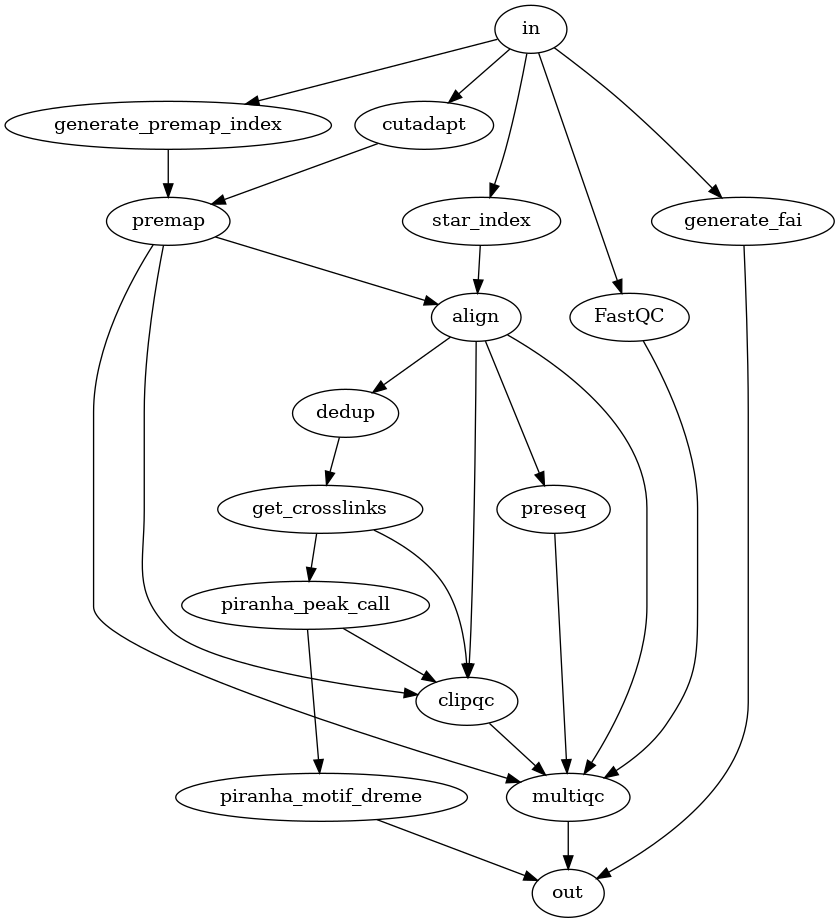 in
generate_premap_index
cutadapt
premap
star_index
generate_fai
align
FastQC
dedup
get_crosslinks
preseq
piranha_peak_call
clipqc
piranha_motif_dreme
multiqc
out